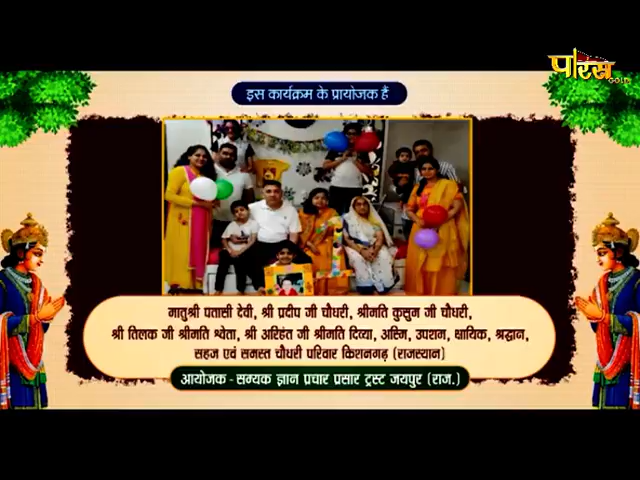 पारस
GOLD
इस कार्यक्रम के प्रायोजक हैं
मातुश्री पतासी देवी, श्री प्रदीप जी चौधरी, श्रीमति कुसुम जी चौधरी,
श्री तिलक जी श्रीमति श्वेता, श्री अरिहंत जी श्रीमति दिव्या, अस्मि, उपशम, क्षायिक, श्रद्धान,
सहज एवं समस्त चौधरी परिवार किशनगढ़ (राजस्थान)
आयोजक - सम्यक ज्ञान प्रचार प्रसार ट्रस्ट जयपुर (राज.)